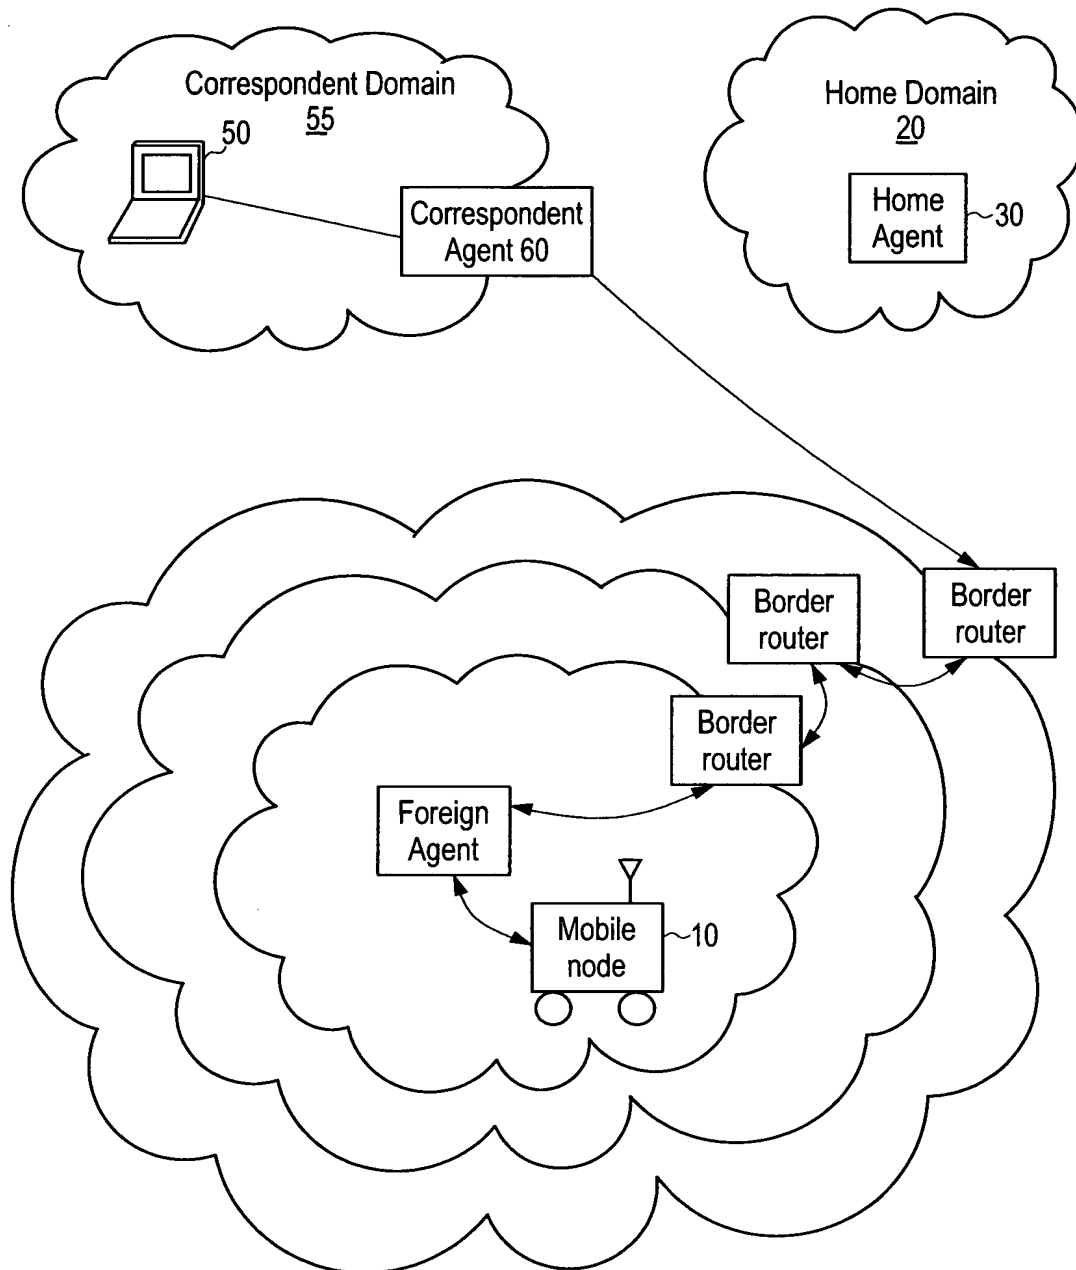 Correspondent Domain
55
50
Correspondent
Agent 60
Home Domain
20
Home
Agent
30
Border
router
Border
router
Border
router
Foreign
Agent
Mobile
node
10